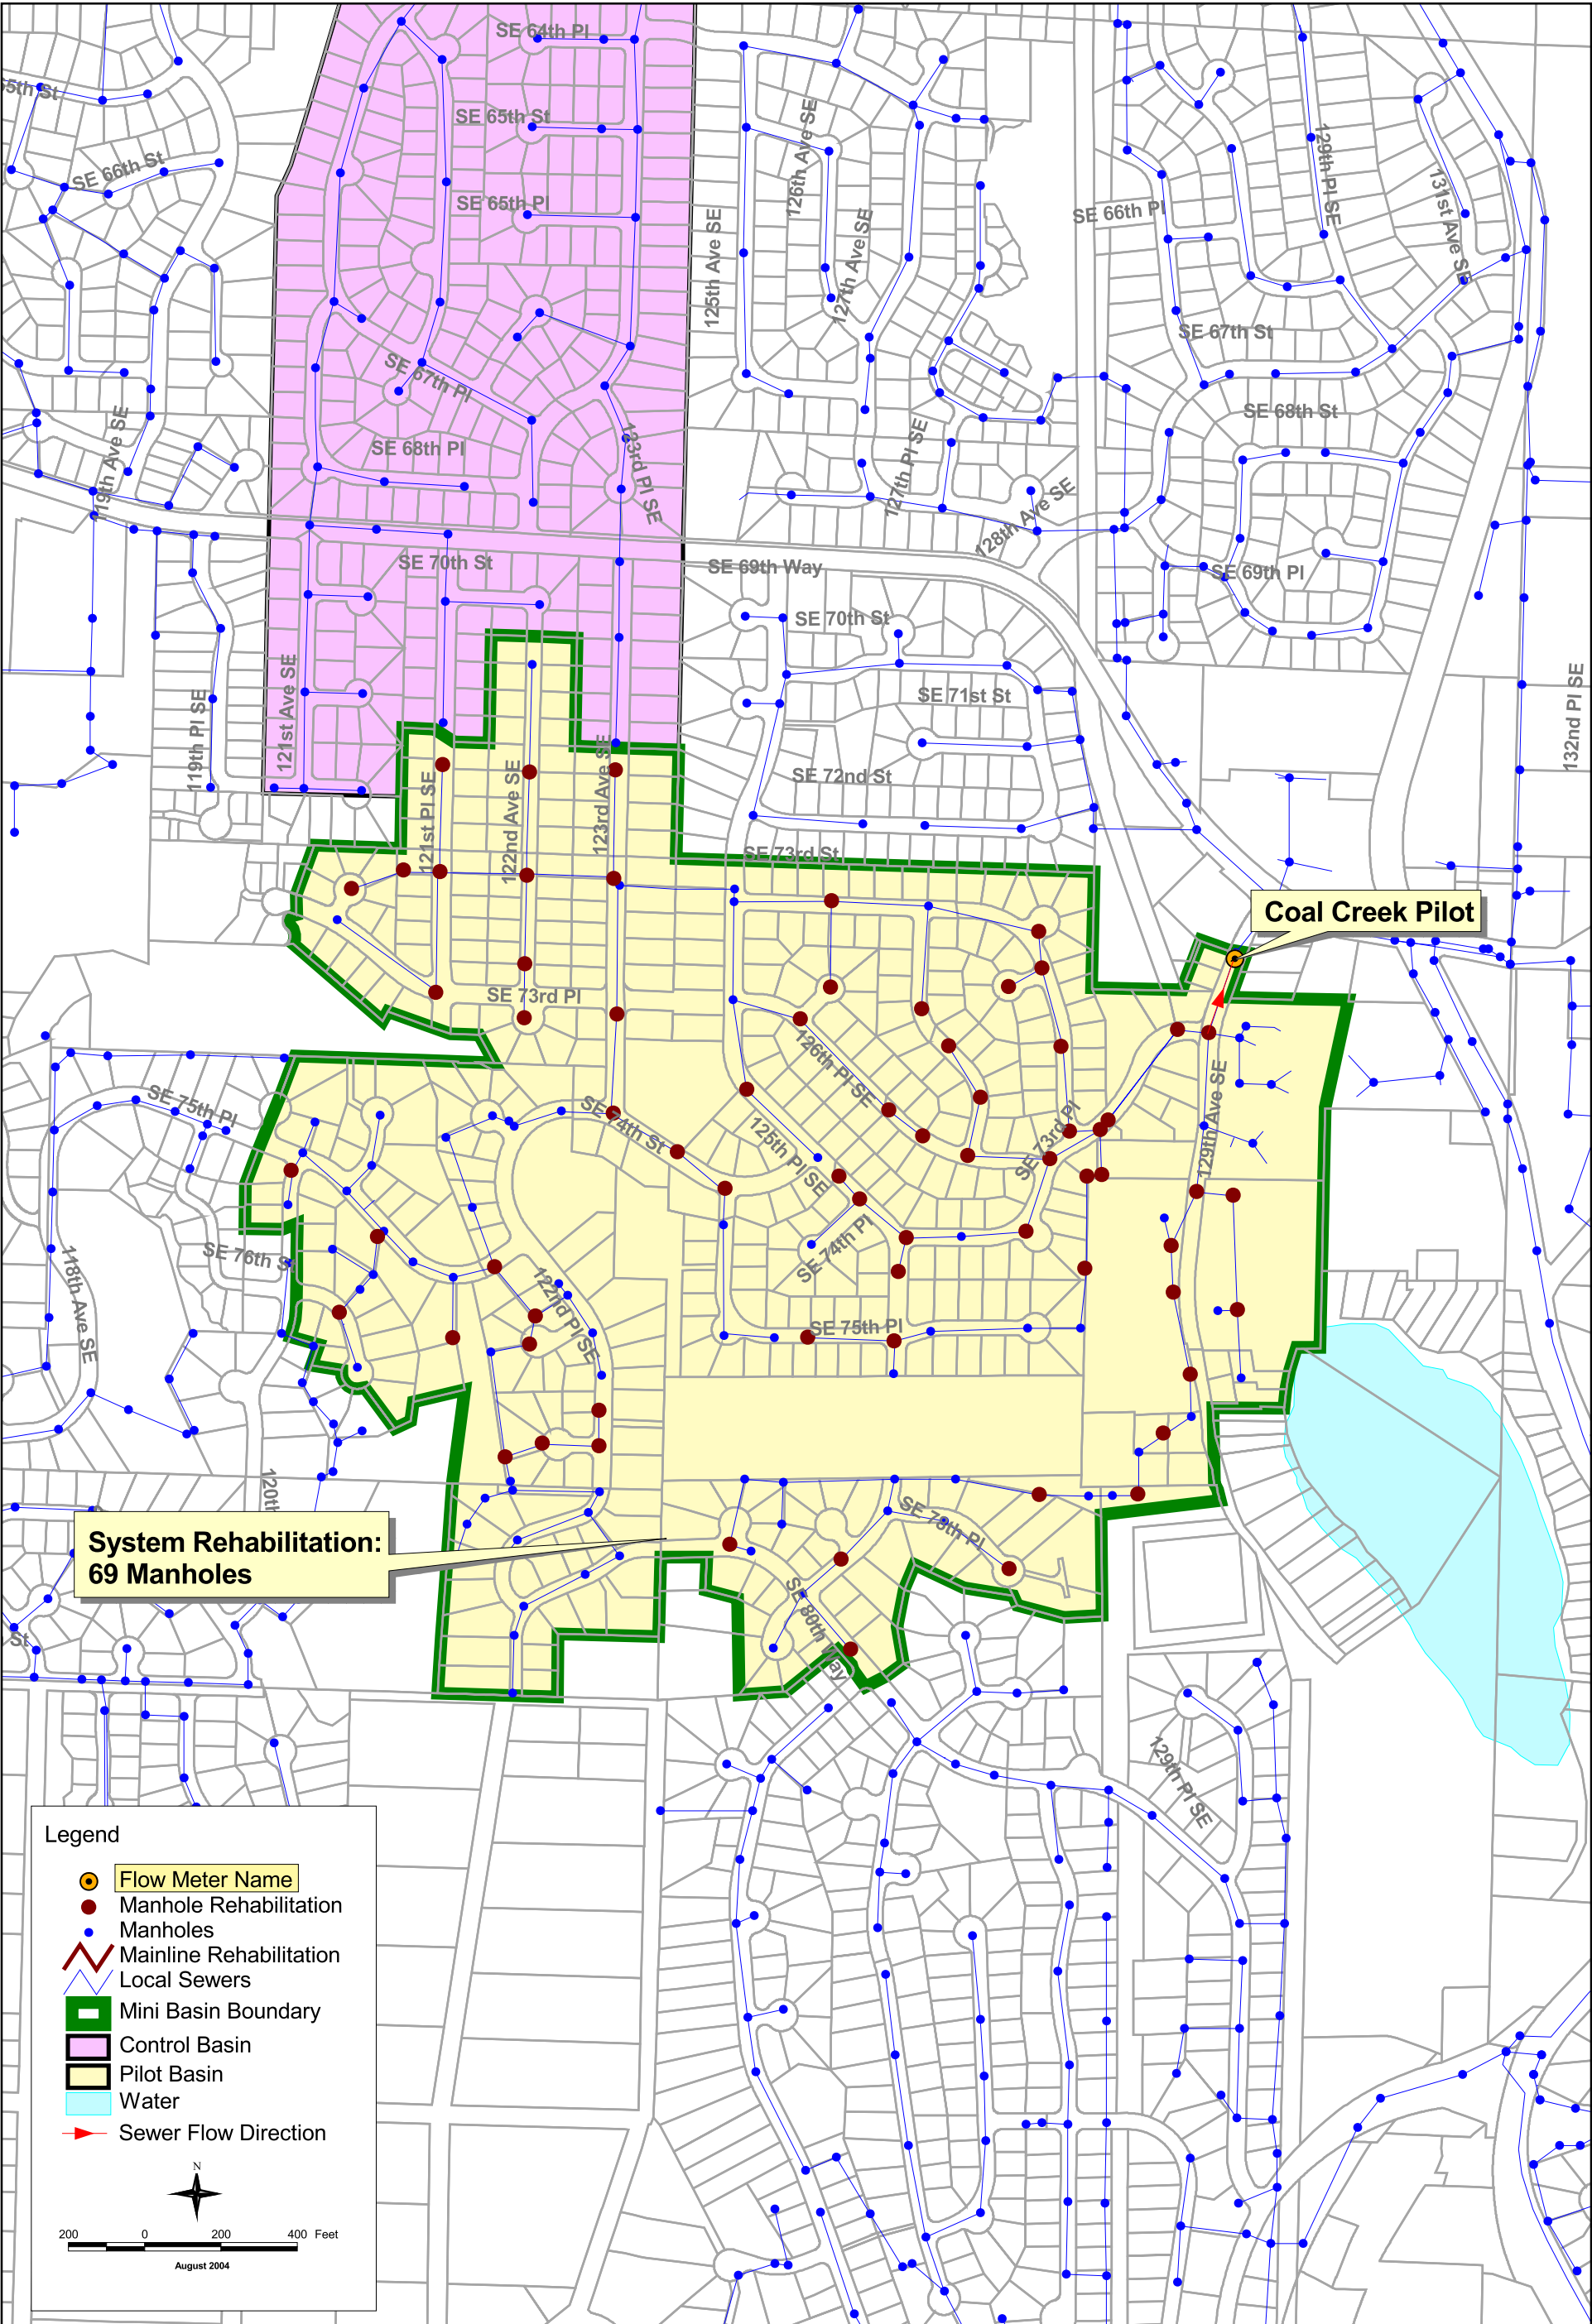 SE 64th Pl
65th St
SE 65th St
SE 66th St
SE 65th Pl
126th Ave SE
129th Pl SE
131st Ave SE
SE 66th Pl
125th Ave SE
127th Ave SE
SE 67th St
SE 67th Pl
SE 68th St
119th Ave SE
SE 68th Pl
123rd Pl SE
127th Pl SE
128th Ave SE
SE 70th St
SE 69th Way
SE 69th Pl
SE 70th St
SE 71st St
119th Pl SE
121st Ave SE
132nd Pl SE
SE 72nd St
121st Pl SE
122nd Ave SE
123rd Ave SE
SE 73rd St
Coal Creek Pilot
SE 73rd Pl
126th Pl SE
SE 75th Pl
SE 74th St
125th Pl SE
SE 73rd Pl
129th Ave SE
SE 76th St
SE 74th Pl
118th Ave SE
122nd Pl SE
SE 75th Pl
120th
SE 79th Pl
System Rehabilitation:
69 Manholes
SE 80th Way
St
129th Pl SE
Legend
Flow Meter Name
Manhole Rehabilitation
Manholes
Mainline Rehabilitation
Local Sewers
Mini Basin Boundary
Control Basin
Pilot Basin
Water
Sewer Flow Direction
N
200 0 200 400 Feet
August 2004